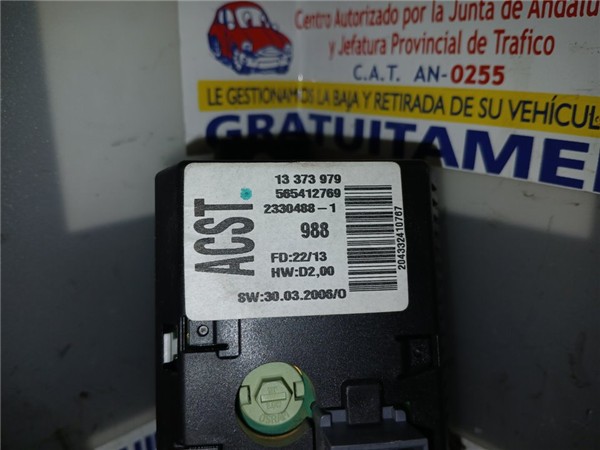 Centro Autorizado por la Junta de Andalu
y Jefatura Provincial de Trafico
C.A.T. AN-0255
LE GESTIONAMOS LA BAJA Y RETIRADA DE SU VEHÍCUL
GRATUITAMEN
ACST
13 373 979
565412769
2330488-1
988
FD:22/13
HW:D2,00
SW:30.03.2006/0
204332410767